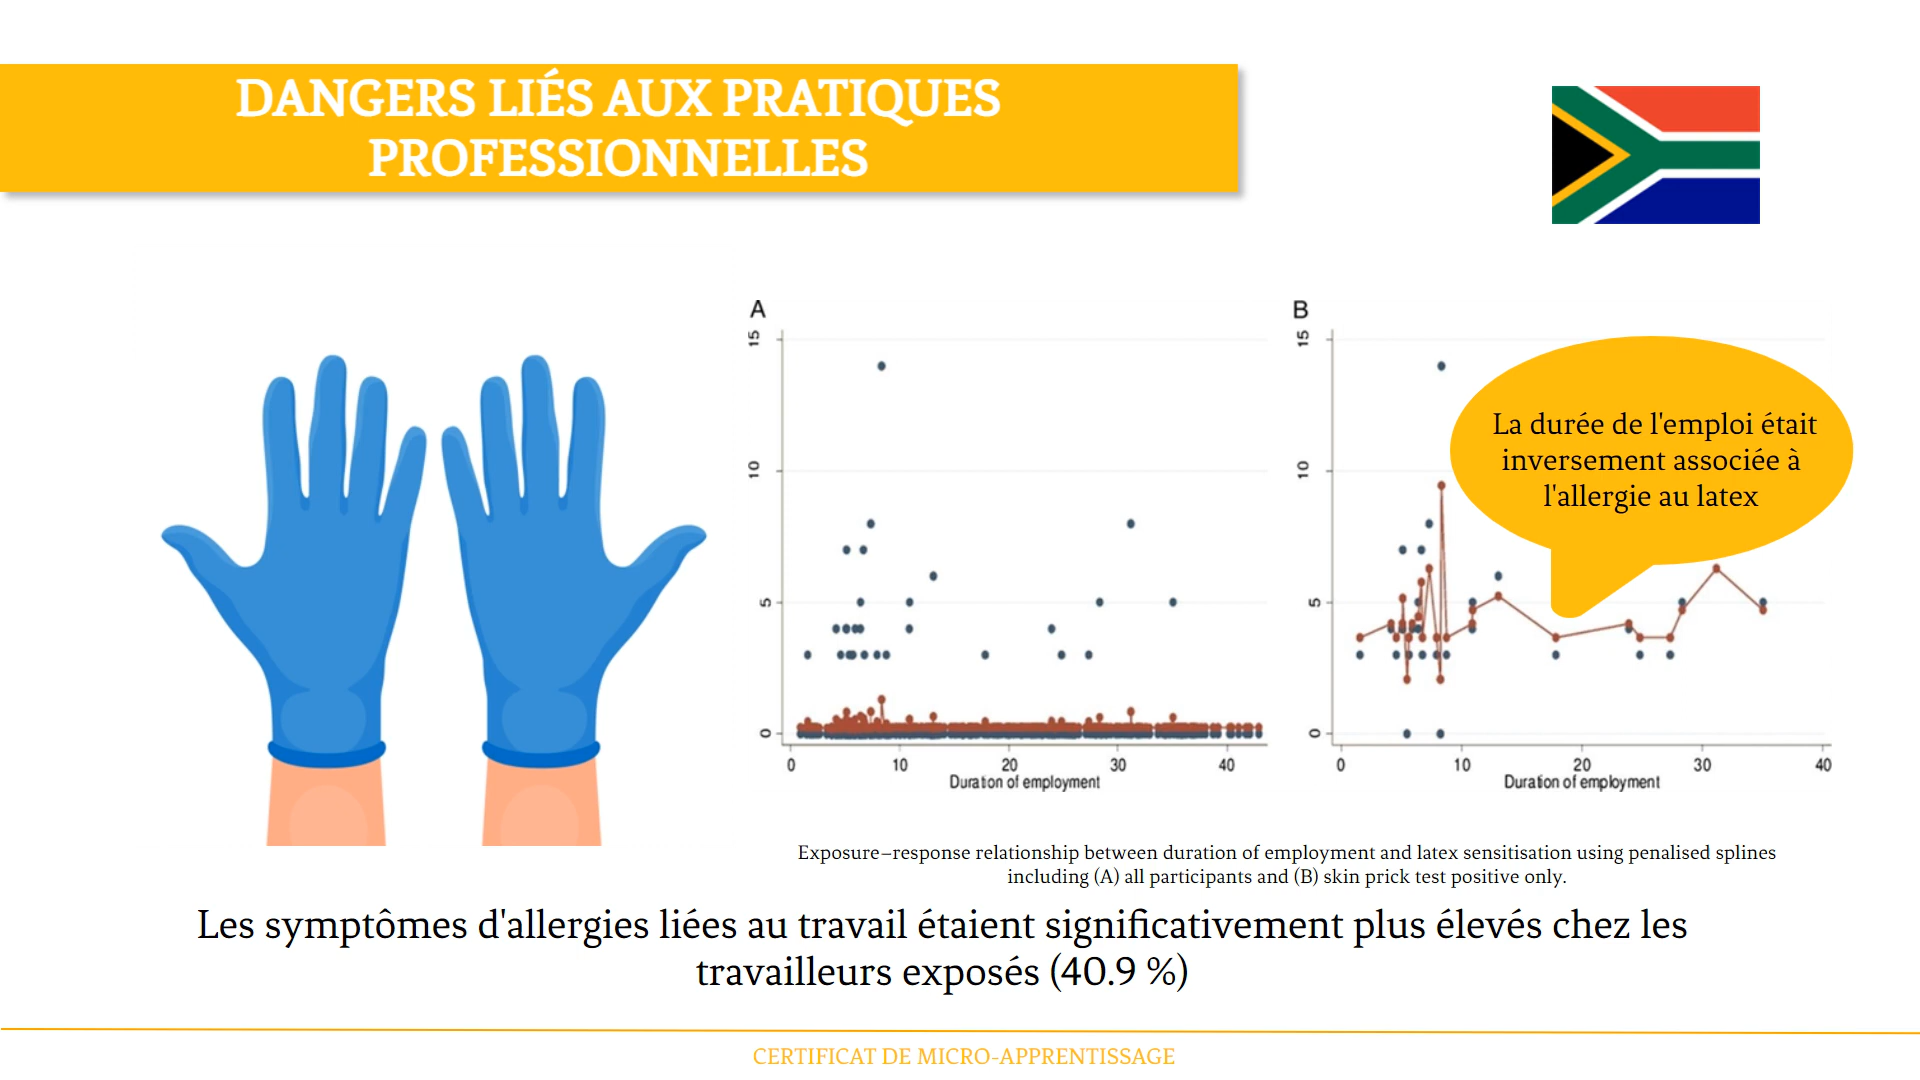 DANGERS LIÉS AUX PRATIQUES
PROFESSIONNELLES
A
15
10
5
0
0 10 20 30 40
Duration of employment
B
15
10
5
0
0 10 20 30 40
Duration of employment
La durée de l'emploi était
inversement associée à
l'allergie au latex
Exposure–response relationship between duration of employment and latex sensitisation using penalised splines
including (A) all participants and (B) skin prick test positive only.
Les symptômes d'allergies liées au travail étaient significativement plus élevés chez les
travailleurs exposés (40.9 %)
CERTIFICAT DE MICRO-APPRENTISSAGE